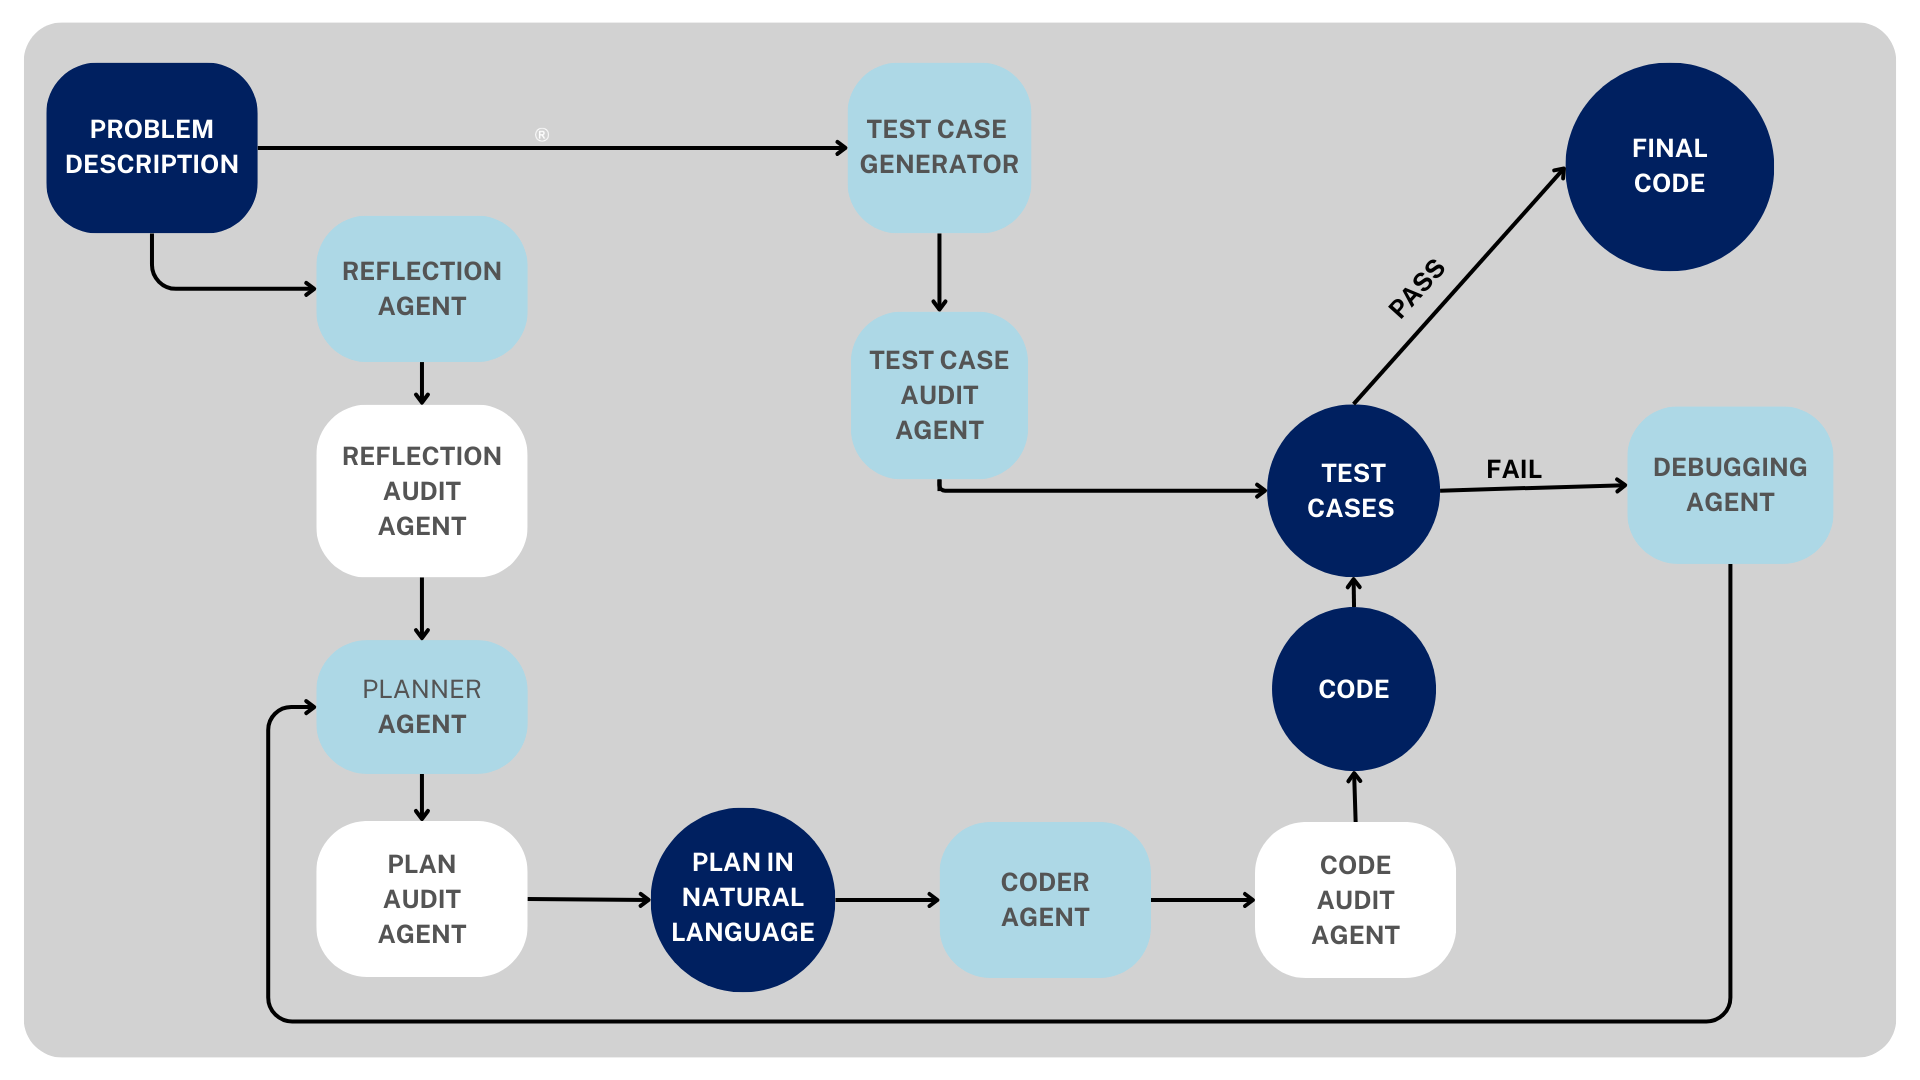 PROBLEM
DESCRIPTION
®
TEST CASE
GENERATOR
FINAL
CODE
REFLECTION
AGENT
PASS
TEST CASE
AUDIT
AGENT
REFLECTION
AUDIT
AGENT
TEST
CASES
FAIL
DEBUGGING
AGENT
PLANNER
AGENT
CODE
PLAN
AUDIT
AGENT
PLAN IN
NATURAL
LANGUAGE
CODER
AGENT
CODE
AUDIT
AGENT